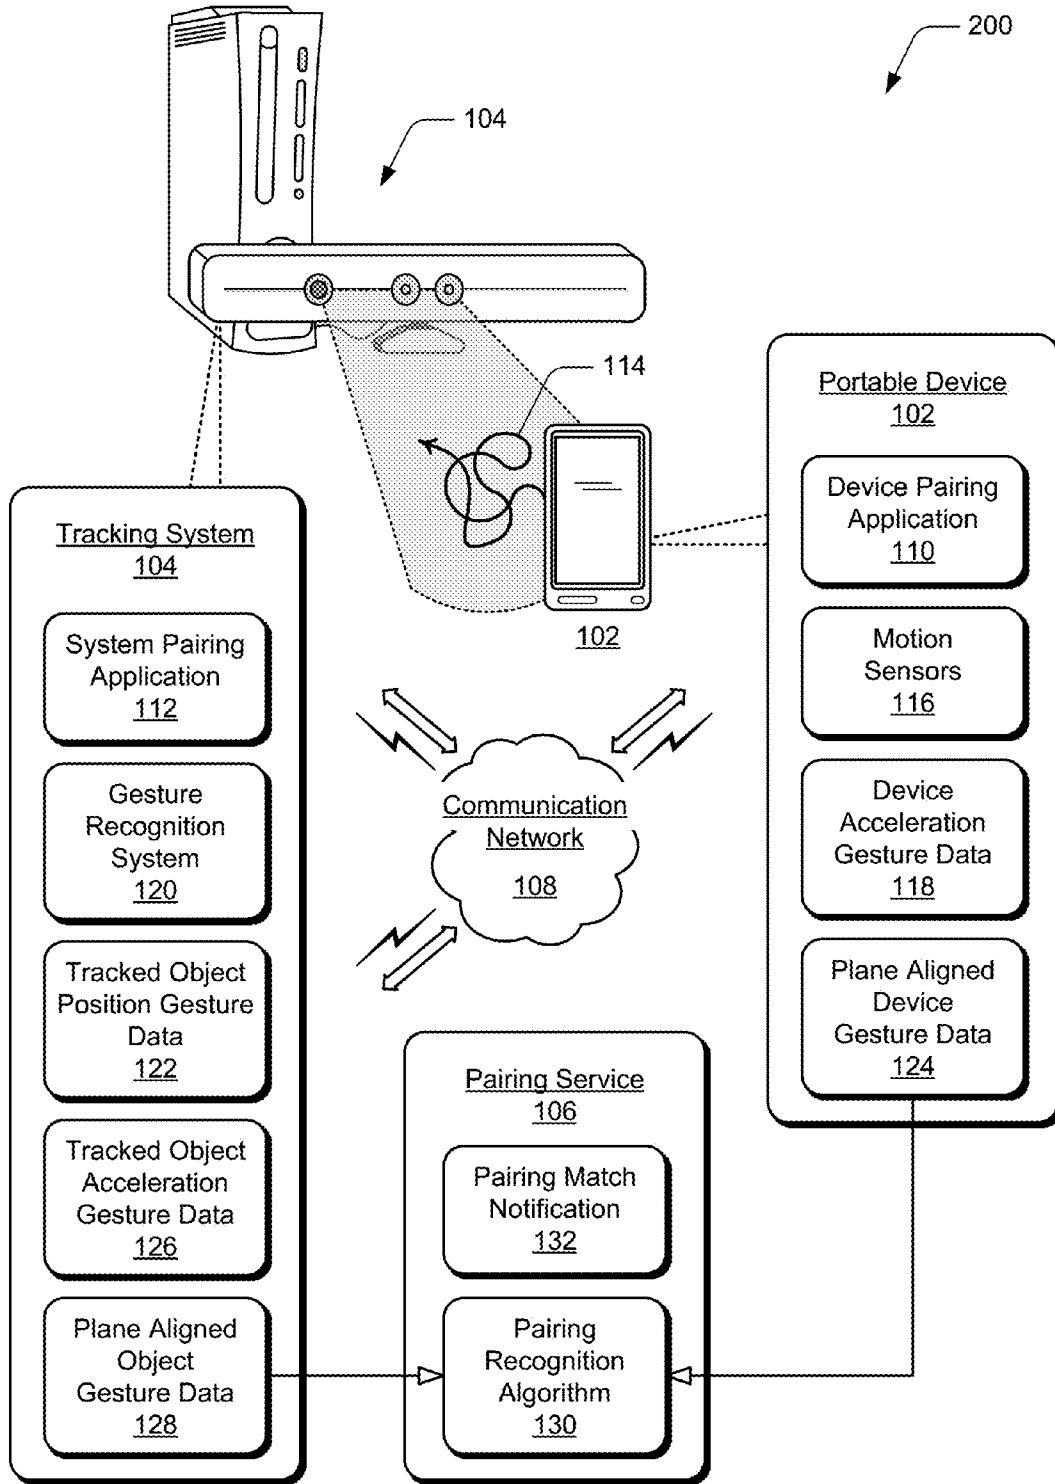 200
104
114
102
Tracking System
104
System Pairing
Application
112
Gesture
Recognition
System
120
Tracked Object
Position Gesture
Data
122
Tracked Object
Acceleration
Gesture Data
126
Plane Aligned
Object
Gesture Data
128
Communication
Network
108
Pairing Service
106
Pairing Match
Notification
132
Pairing
Recognition
Algorithm
130
Portable Device
102
Device Pairing
Application
110
Motion
Sensors
116
Device
Acceleration
Gesture Data
118
Plane Aligned
Device
Gesture Data
124